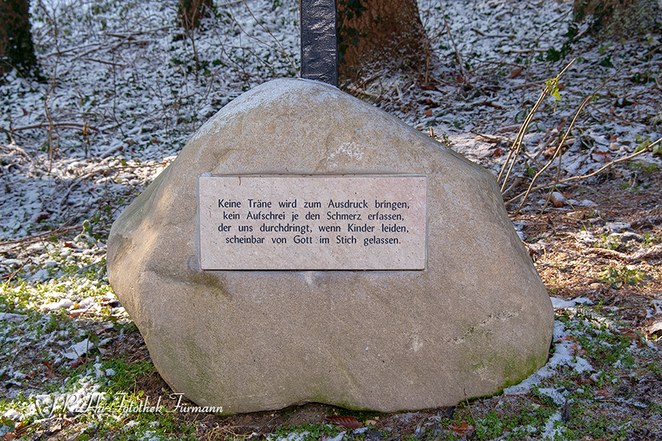 Keine Träne wird zum Ausdruck bringen,
kein Aufschrei je den Schmerz erfassen,
der uns durchdringt, wenn Kinder leiden,
scheinbar von Gott im Stich gelassen.
Fotothek Furmann